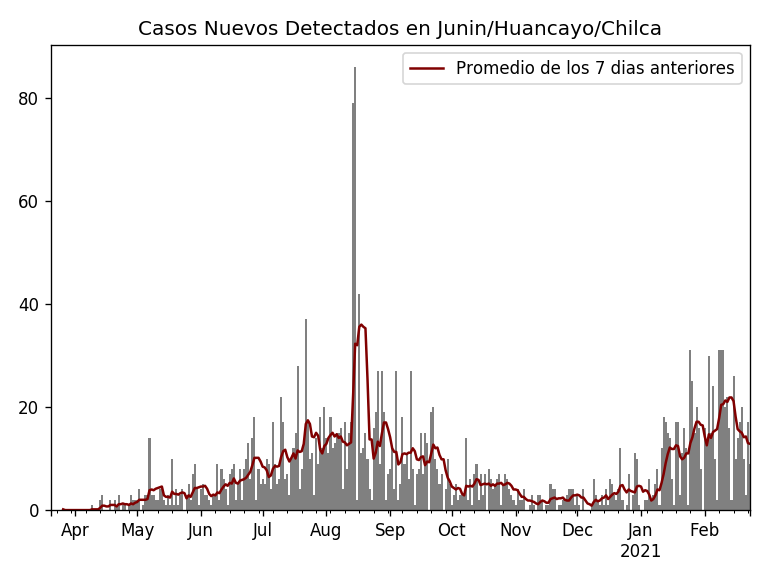 Casos Nuevos Detectados en Junin/Huancayo/Chilca
Promedio de los 7 dias anteriores
80
60
40
20
0
Apr May Jun Jul Aug Sep Oct Nov Dec Jan Feb
2021